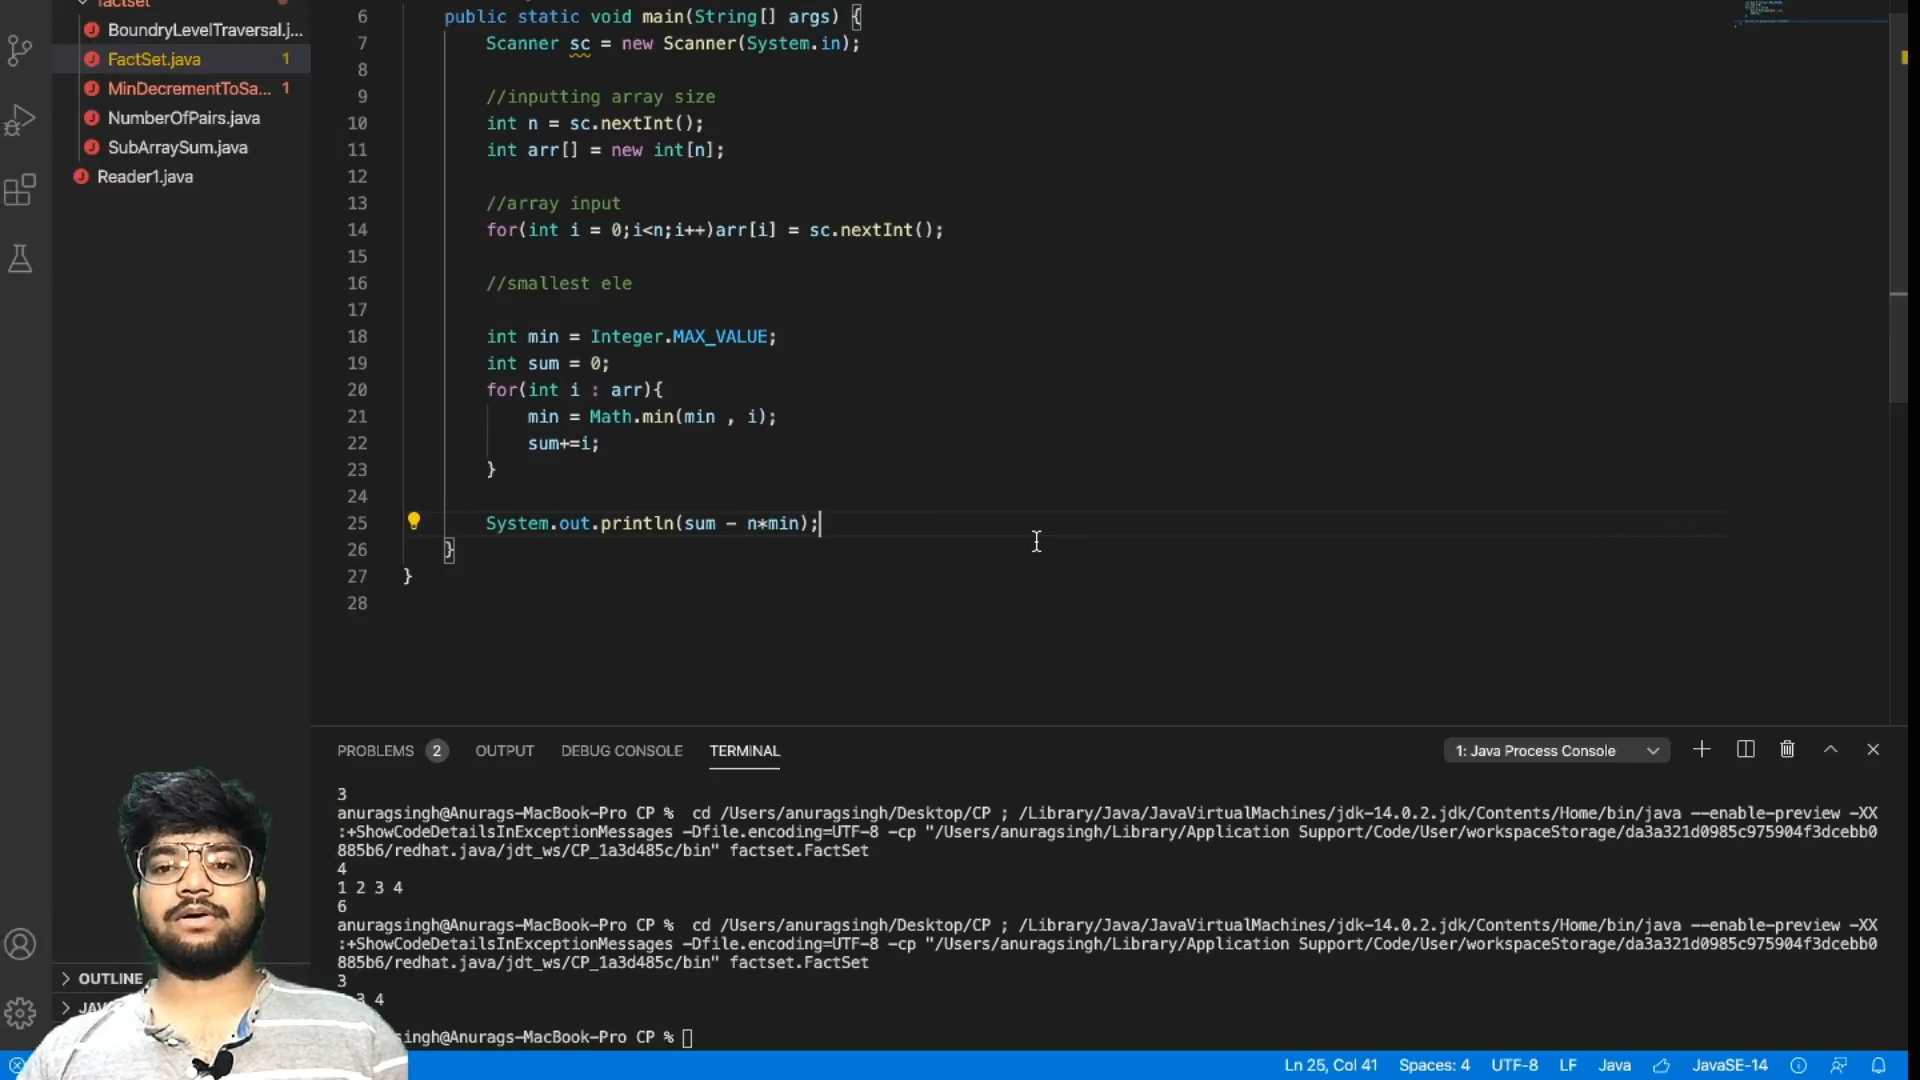 factset
BoundryLevelTraversal.j...
FactSet.java 1
MinDecrementToSa... 1
NumberOfPairs.java
SubArraySum.java
Reader1.java
6 public static void main(String[] args) {
7 Scanner sc = new Scanner(System.in);
8
9 //inputting array size
10 int n = sc.nextInt();
11 int arr[] = new int[n];
12
13 //array input
14 for(int i = 0;i<n;i++)arr[i] = sc.nextInt();
15
16 //smallest ele
17
18 int min = Integer.MAX_VALUE;
19 int sum = 0;
20 for(int i : arr){
21 min = Math.min(min , i);
22 sum+=i;
23 }
24
25 System.out.println(sum - n*min);
26 }
27 }
28
PROBLEMS 2 OUTPUT DEBUG CONSOLE TERMINAL 1: Java Process Console
3
anuragsingh@Anurags-MacBook-Pro CP % cd /Users/anuragsingh/Desktop/CP ; /Library/Java/JavaVirtualMachines/jdk-14.0.2.jdk/Contents/Home/bin/java --enable-preview -XX
:+ShowCodeDetailsInExceptionMessages -Dfile.encoding=UTF-8 -cp "/Users/anuragsingh/Library/Application Support/Code/User/workspaceStorage/da3a321d0985c975904f3dcebb0
885b6/redhat.java/jdt_ws/CP_1a3d485c/bin" factset.FactSet
4
1 2 3 4
6
anuragsingh@Anurags-MacBook-Pro CP % cd /Users/anuragsingh/Desktop/CP ; /Library/Java/JavaVirtualMachines/jdk-14.0.2.jdk/Contents/Home/bin/java --enable-preview -XX
:+ShowCodeDetailsInExceptionMessages -Dfile.encoding=UTF-8 -cp "/Users/anuragsingh/Library/Application Support/Code/User/workspaceStorage/da3a321d0985c975904f3dcebb0
885b6/redhat.java/jdt_ws/CP_1a3d485c/bin" factset.FactSet
3
3 4
singh@Anurags-MacBook-Pro CP %
OUTLINE
JAV
Ln 25, Col 41 Spaces: 4 UTF-8 LF Java JavaSE-14